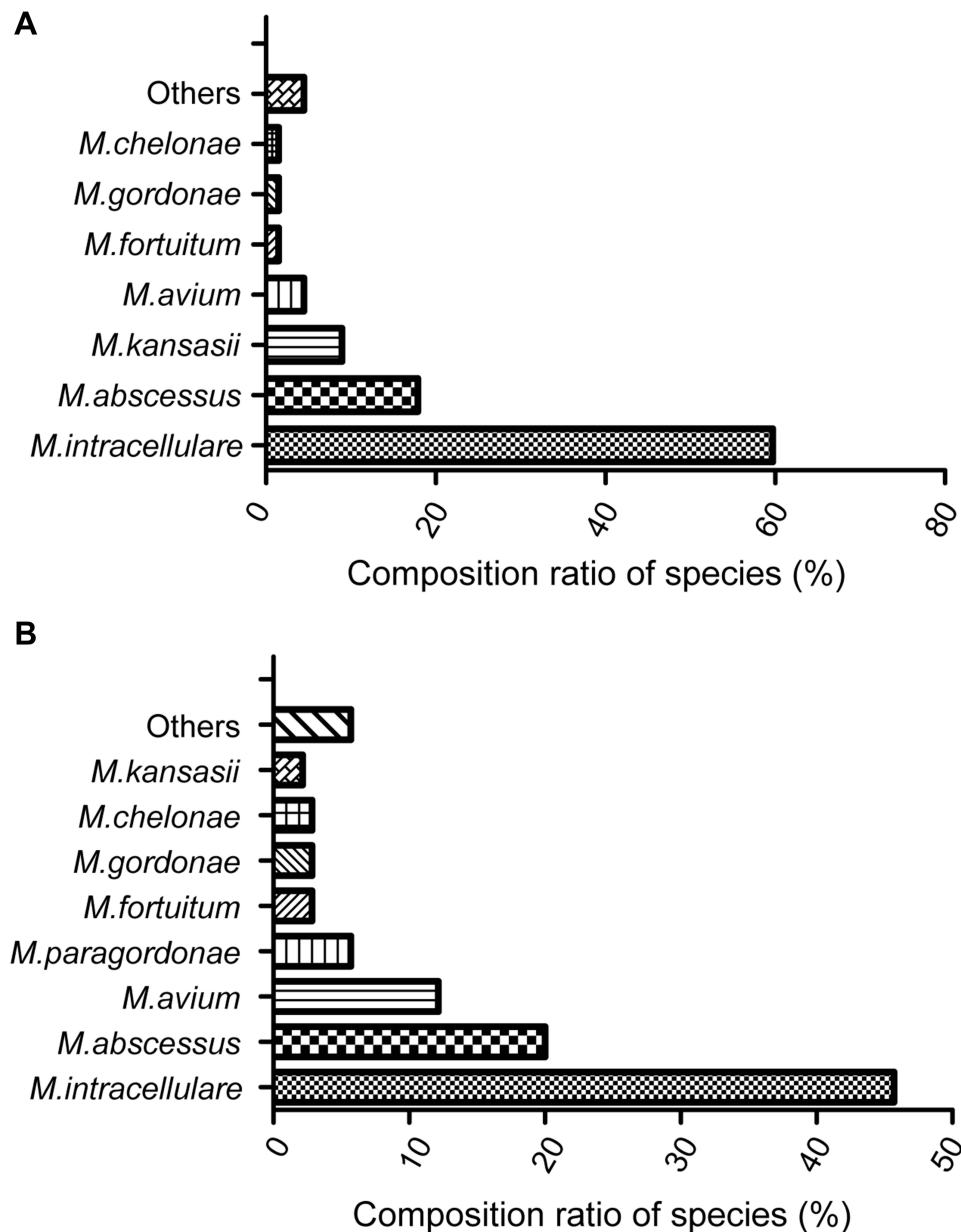 A
Others
M.chelonae
M.gordonae
M.fortuitum
M.avium
M.kansasii
M.abscessus
M.intracellulare
0 20 40 60 80
Composition ratio of species (%)
B
Others
M.kansasii
M.chelonae
M.gordonae
M.fortuitum
M.paragordonae
M.avium
M.abscessus
M.intracellulare
0 10 20 30 40 50
Composition ratio of species (%)